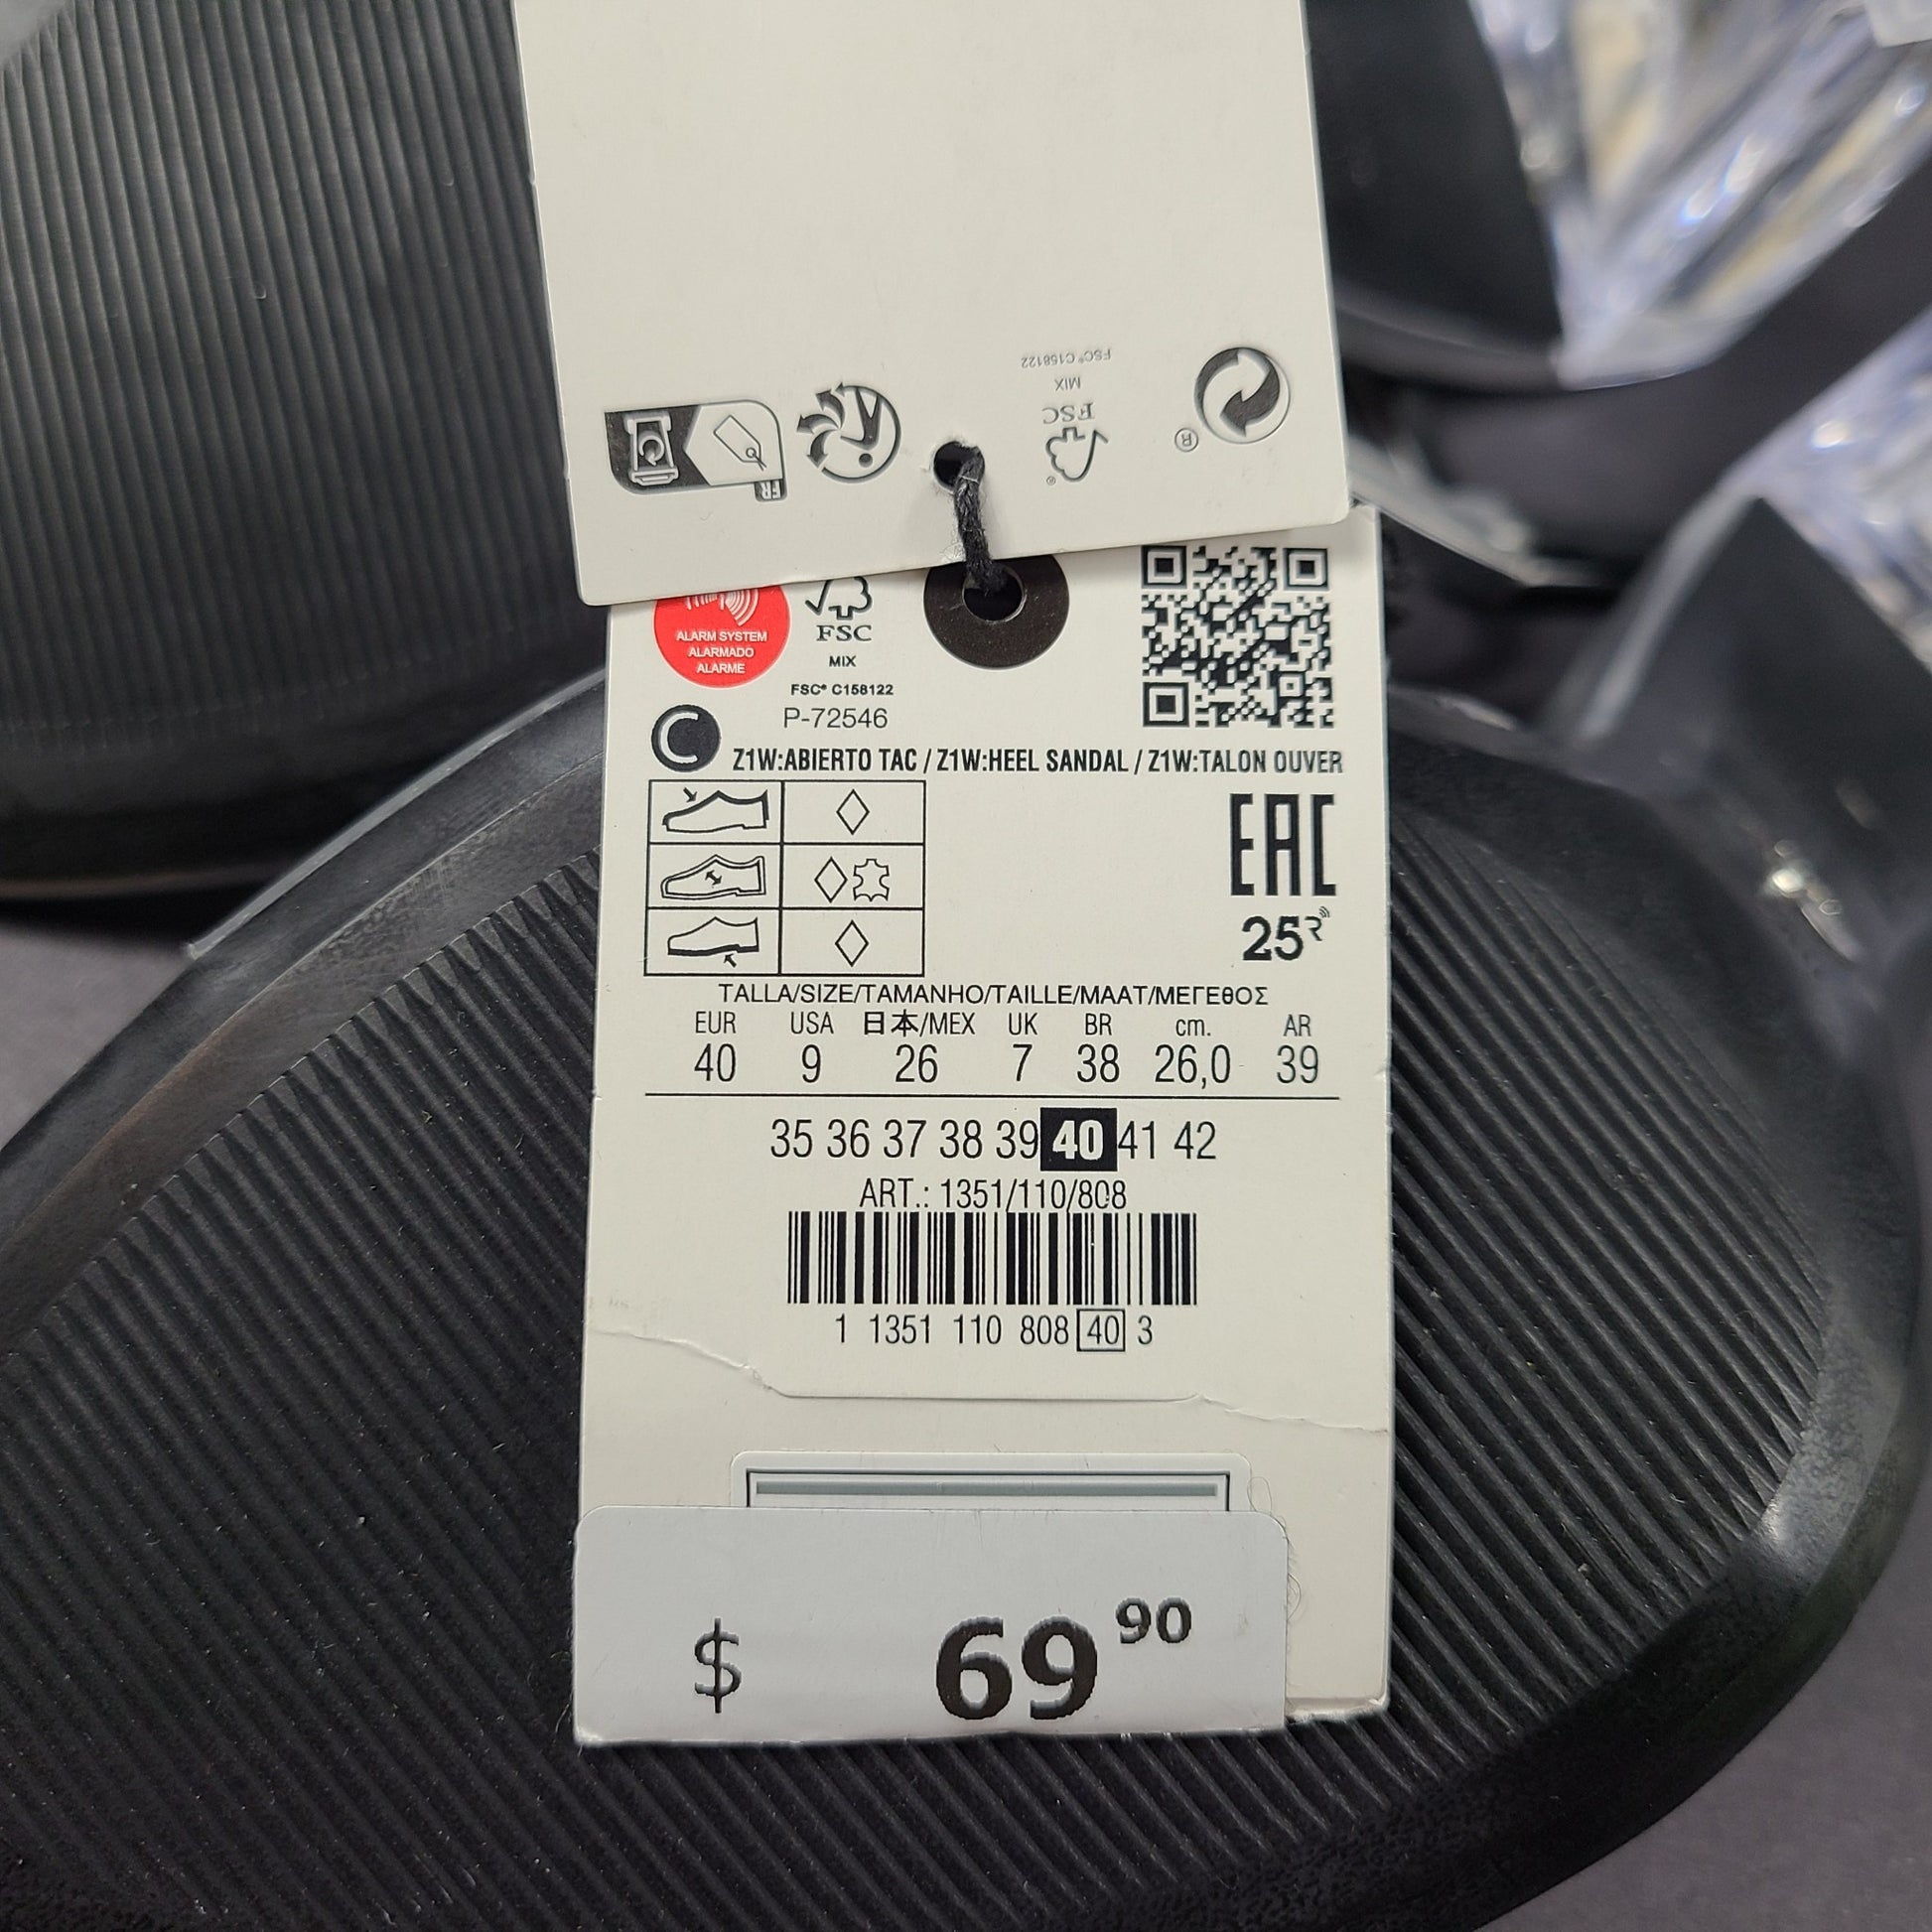 FSC® C158122
MIX
FSC
®
®
FR
ALARM SYSTEM
ALARMADO
ALARME
FSC
MIX
FSC® C158122
P-72546
C
Z1W:ABIERTO TAC / Z1W:HEEL SANDAL / Z1W:TALON OUVER
EAC
25R
TALLA/SIZE/TAMANHO/TAILLE/MAAT/ΜΕΓΕθΟΣ
EUR USA 日本/MEX UK BR cm. AR
40 9 26 7 38 26,0 39
35 36 37 38 39 40 41 42
ART.: 1351/110/808
1 1351 110 808 40 3
$ 69 90